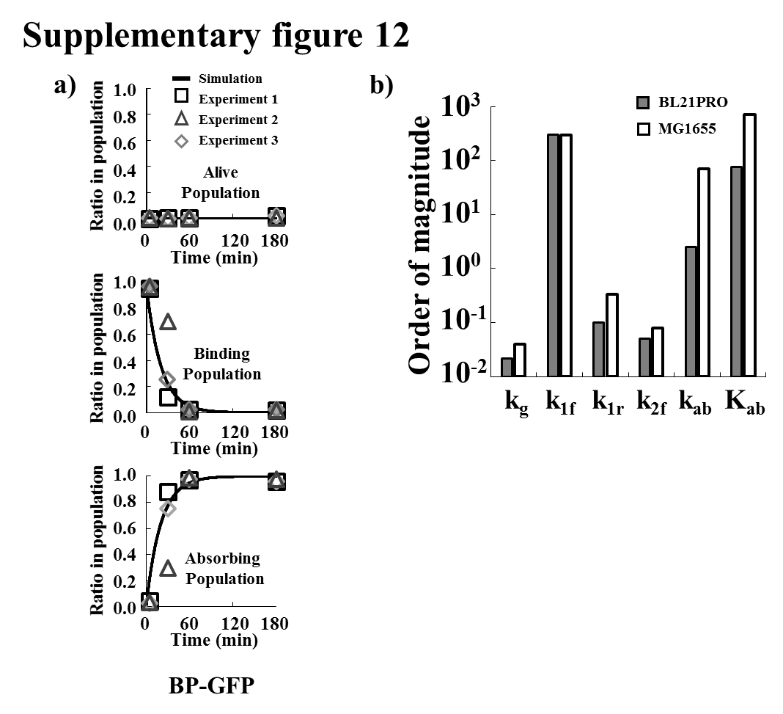 Supplementary figure 12
a)
Simulation
Experiment 1
Experiment 2
Experiment 3
Ratio in population
1.0
0.8
0.6
0.4
0.2
0.0
Alive
Population
0 60 120 180
Time (min)
Ratio in population
1.0
0.8
0.6
0.4
0.2
0.0
Binding
Population
0 60 120 180
Time (min)
Ratio in population
1.0
0.8
0.6
0.4
0.2
0.0
Absorbing
Population
0 60 120 180
Time (min)
BP-GFP
b)
BL21PRO
MG1655
Order of magnitude
10³
10²
10¹
10⁰
10⁻¹
10⁻²
kg k1f k1r k2f kab Kab